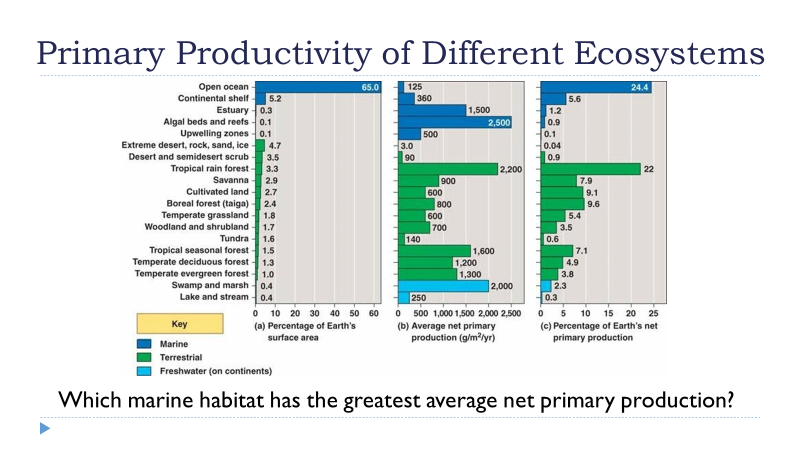 Primary Productivity of Different Ecosystems
Open ocean 65.0 125 24.4
Continental shelf 5.2 360 5.6
Estuary 0.3 1,500 1.2
Algal beds and reefs 0.1 2,500 0.9
Upwelling zones 0.1 500 0.1
Extreme desert, rock, sand, ice 4.7 3.0 0.04
Desert and semidesert scrub 3.5 90 0.9
Tropical rain forest 3.3 2,200 22
Savanna 2.9 900 7.9
Cultivated land 2.7 600 9.1
Boreal forest (taiga) 2.4 800 9.6
Temperate grassland 1.8 600 5.4
Woodland and shrubland 1.7 700 3.5
Tundra 1.6 140 0.6
Tropical seasonal forest 1.5 1,600 7.1
Temperate deciduous forest 1.3 1,200 4.9
Temperate evergreen forest 1.0 1,300 3.8
Swamp and marsh 0.4 2,000 2.3
Lake and stream 0.4 250 0.3
0 10 20 30 40 50 60 0 500 1,000 1,500 2,000 2,500 0 5 10 15 20 25
Key
(a) Percentage of Earth's
surface area
(b) Average net primary
production (g/m²/yr)
(c) Percentage of Earth's net
primary production
Marine
Terrestrial
Freshwater (on continents)
Which marine habitat has the greatest average net primary production?